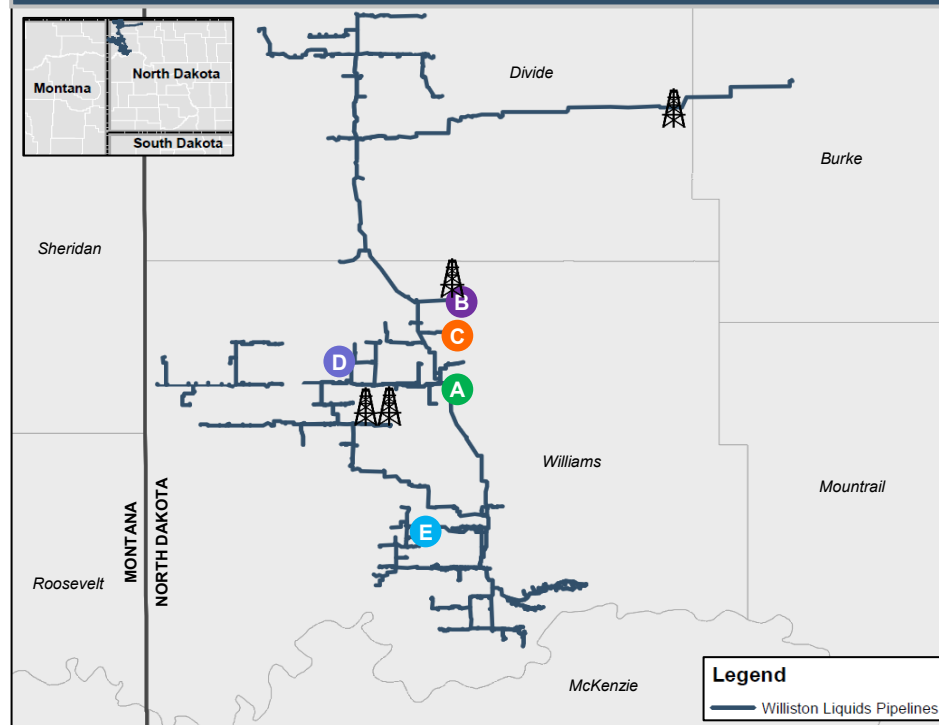 Montana
North Dakota
South Dakota
Divide
Burke
Sheridan
B
C
D
A
Williams
Mountrail
MONTANA
NORTH DAKOTA
E
Roosevelt
McKenzie
Legend
Williston Liquids Pipelines